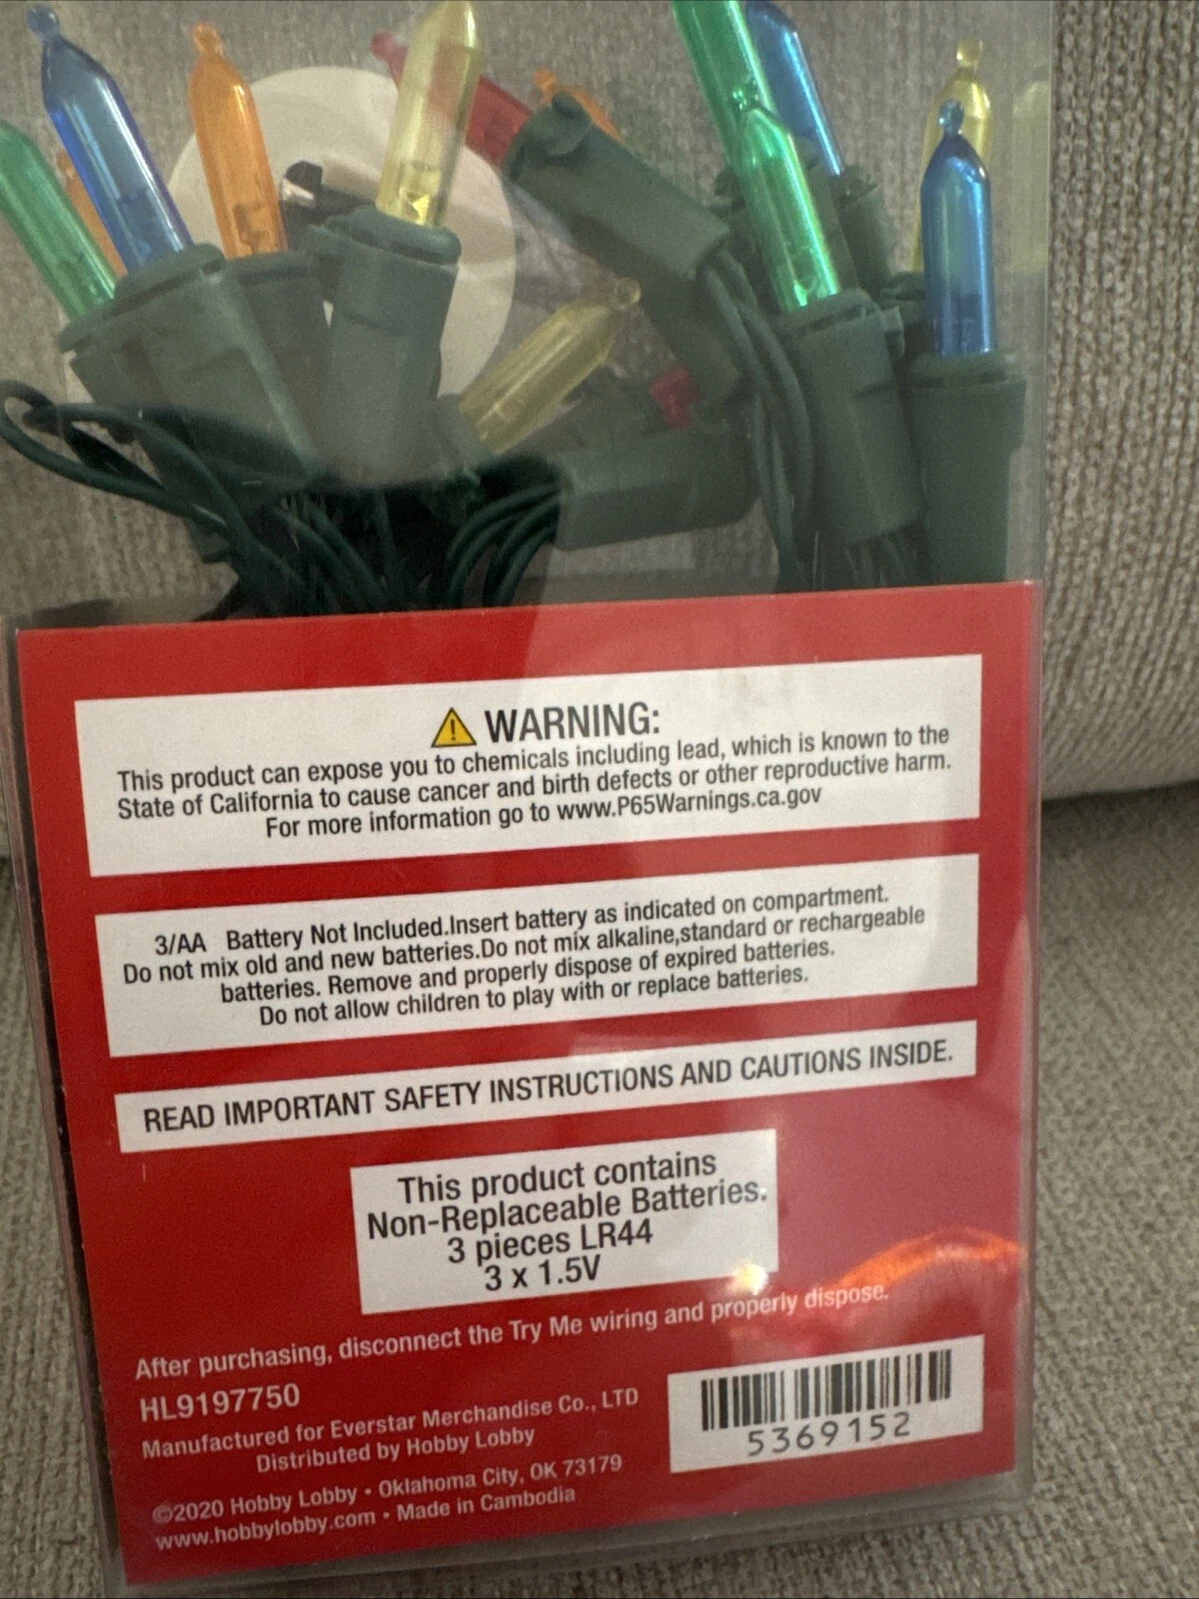 ⚠ WARNING:
This product can expose you to chemicals including lead, which is known to the
State of California to cause cancer and birth defects or other reproductive harm.
For more information go to www.P65Warnings.ca.gov
3/AA Battery Not Included.Insert battery as indicated on compartment.
Do not mix old and new batteries.Do not mix alkaline,standard or rechargeable
batteries. Remove and properly dispose of expired batteries.
Do not allow children to play with or replace batteries.
READ IMPORTANT SAFETY INSTRUCTIONS AND CAUTIONS INSIDE.
This product contains
Non-Replaceable Batteries.
3 pieces LR44
3 x 1.5V
After purchasing, disconnect the Try Me wiring and properly dispose.
HL9197750
Manufactured for Everstar Merchandise Co., LTD
Distributed by Hobby Lobby
©2020 Hobby Lobby • Oklahoma City, OK 73179
www.hobbylobby.com • Made in Cambodia
5369152